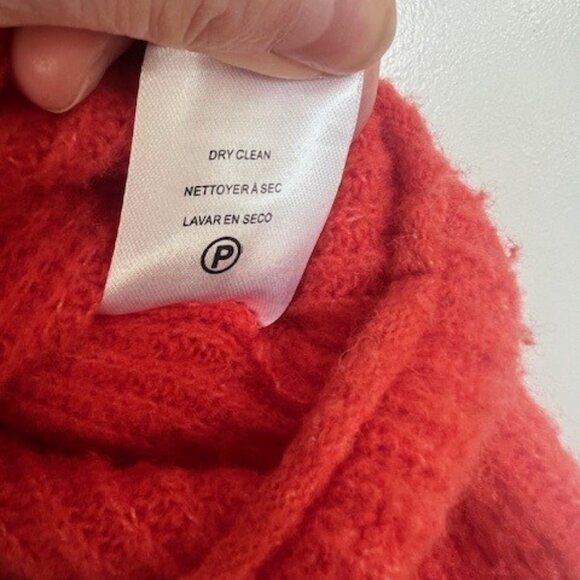 DRY CLEAN
NETTOYER À SEC
LAVAR EN SECO
P